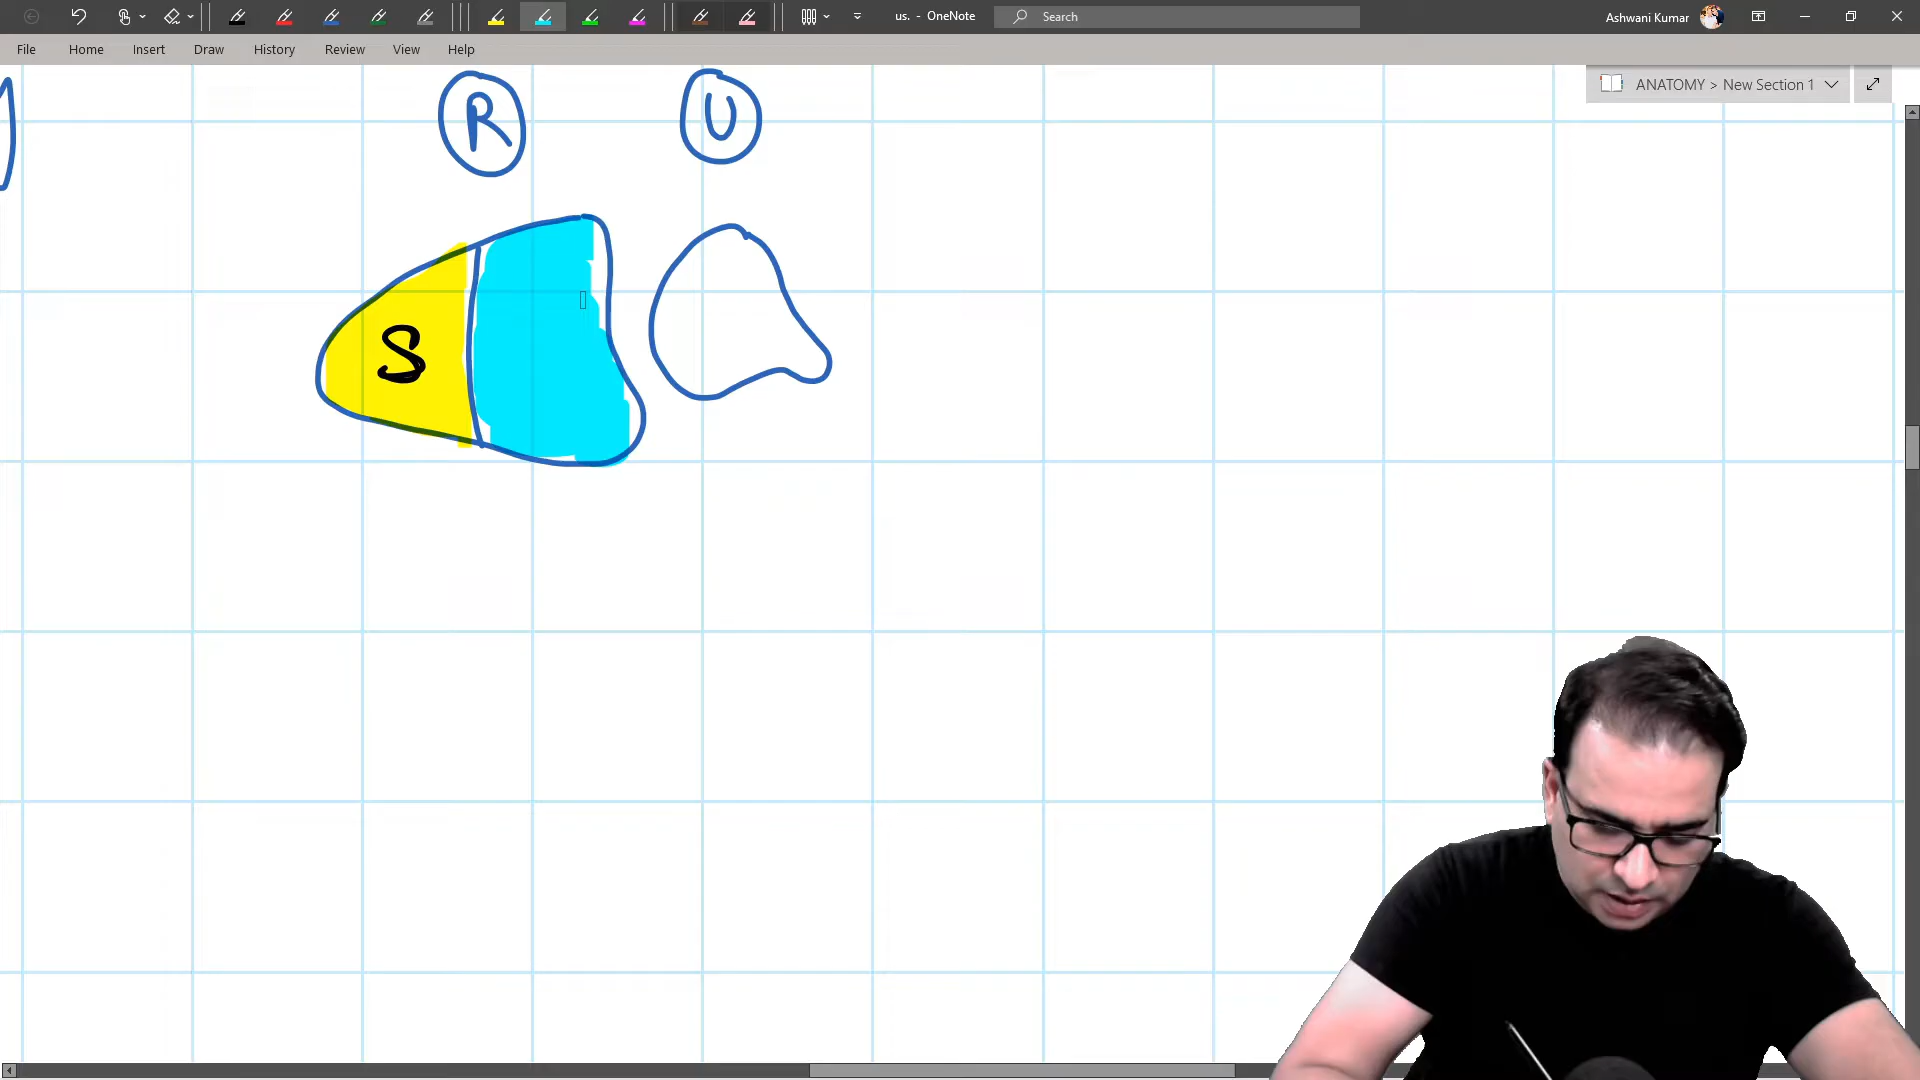 us. - OneNote
Search
Ashwani Kumar
File Home Insert Draw History Review View Help
ANATOMY > New Section 1
R U
S